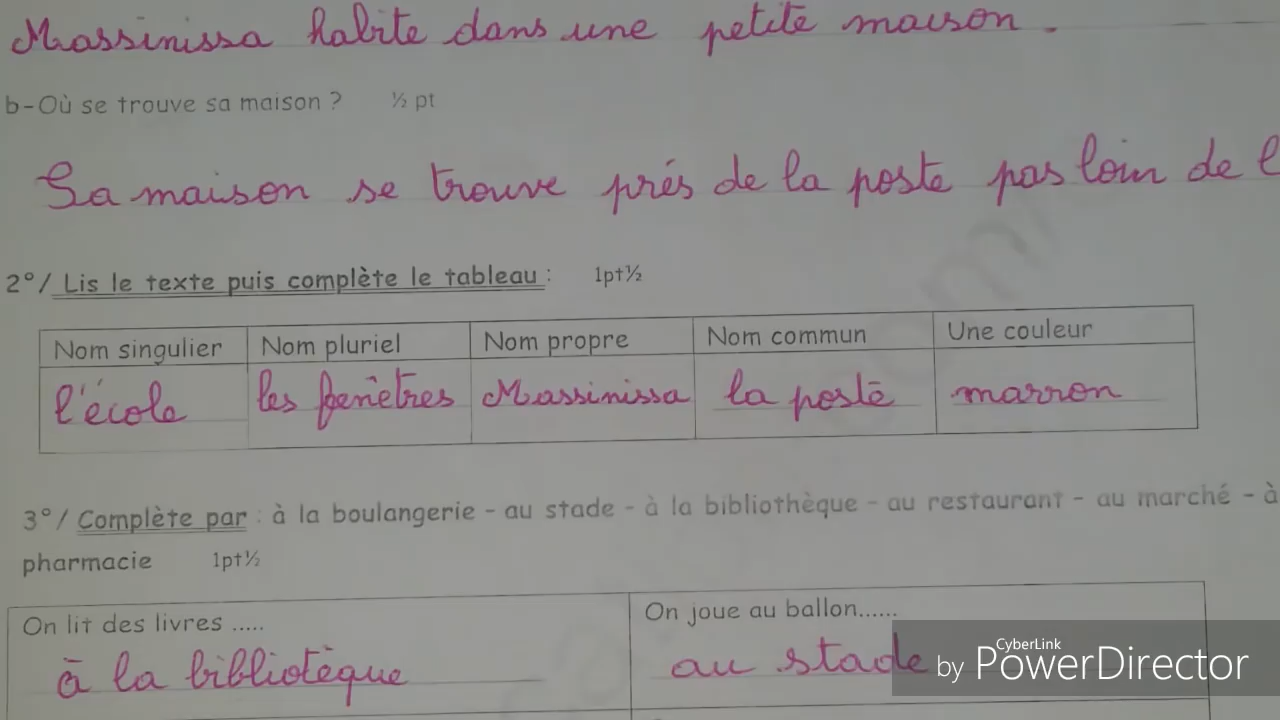 Massinissa habite dans une petite maison.
b-Où se trouve sa maison ? ½ pt
Sa maison se trouve prés de la poste pas loin de l
2°/ Lis le texte puis complète le tableau : 1pt½
Nom singulier Nom pluriel Nom propre Nom commun Une couleur
l'école les fenêtres Massinissa la poste marron
3°/ Complète par : à la boulangerie - au stade - à la bibliothèque - au restaurant - au marché - à
pharmacie 1pt½
On lit des livres ..... On joue au ballon......
à la bibliotèque au stade
CyberLink
by PowerDirector